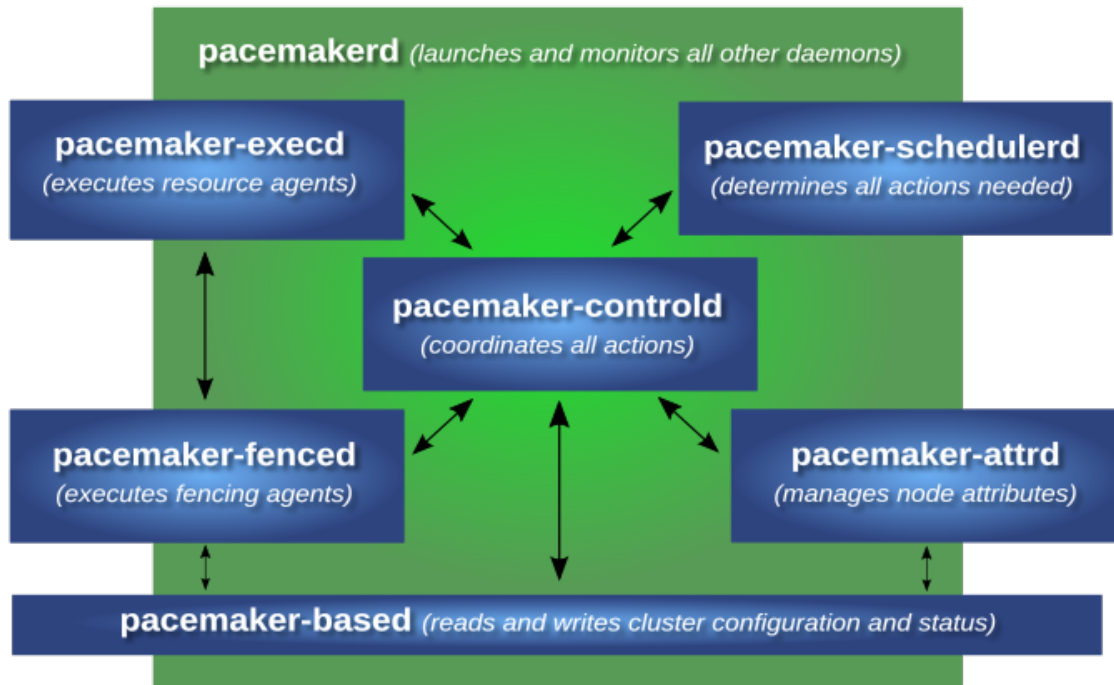 pacemakerd (launches and monitors all other daemons)
pacemaker-execd
(executes resource agents)
pacemaker-schedulerd
(determines all actions needed)
pacemaker-controld
(coordinates all actions)
pacemaker-fenced
(executes fencing agents)
pacemaker-attrd
(manages node attributes)
pacemaker-based (reads and writes cluster configuration and status)